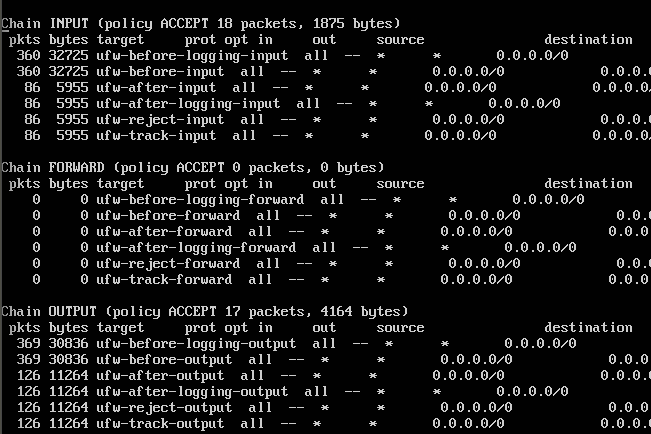 Chain INPUT (policy ACCEPT 18 packets, 1875 bytes)
pkts bytes target     prot opt in     out     source               destination
360 32725 ufw-before-logging-input  all  --  *      *       0.0.0.0/0
360 32725 ufw-before-input  all  --  *      *       0.0.0.0/0            0.0.0.
86  5955 ufw-after-input  all  --  *      *       0.0.0.0/0            0.0.0.0/
86  5955 ufw-after-logging-input  all  --  *      *       0.0.0.0/0
86  5955 ufw-reject-input  all  --  *      *       0.0.0.0/0            0.0.0.
86  5955 ufw-track-input  all  --  *      *       0.0.0.0/0            0.0.0.0/
Chain FORWARD (policy ACCEPT 0 packets, 0 bytes)
pkts bytes target     prot opt in     out     source               destination
0     0 ufw-before-logging-forward  all  --  *      *       0.0.0.0/0
0     0 ufw-before-forward  all  --  *      *       0.0.0.0/0            0.0.
0     0 ufw-after-forward  all  --  *      *       0.0.0.0/0            0.0.0
0     0 ufw-after-logging-forward  all  --  *      *       0.0.0.0/0
0     0 ufw-reject-forward  all  --  *      *       0.0.0.0/0            0.0.
0     0 ufw-track-forward  all  --  *      *       0.0.0.0/0            0.0.0
Chain OUTPUT (policy ACCEPT 17 packets, 4164 bytes)
pkts bytes target     prot opt in     out     source               destination
369 30836 ufw-before-logging-output  all  --  *      *       0.0.0.0/0
369 30836 ufw-before-output  all  --  *      *       0.0.0.0/0            0.0.0
126 11264 ufw-after-output  all  --  *      *       0.0.0.0/0            0.0.0.
126 11264 ufw-after-logging-output  all  --  *      *       0.0.0.0/0
126 11264 ufw-reject-output  all  --  *      *       0.0.0.0/0            0.0.0
126 11264 ufw-track-output  all  --  *      *       0.0.0.0/0            0.0.0.